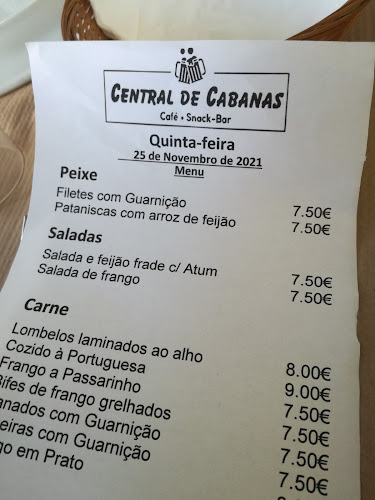 CENTRAL DE CABANAS
Café • Snack-Bar
Quinta-feira
25 de Novembro de 2021
Menu
Peixe
Filetes com Guarnição 7.50€
Pataniscas com arroz de feijão 7.50€
Saladas
Salada e feijão frade c/ Atum 7.50€
Salada de frango 7.50€
Carne
Lombelos laminados ao alho 8.00€
Cozido à Portuguesa 9.00€
Frango a Passarinho 7.50€
Bifes de frango grelhados 7.50€
com Guarnição 7.50€
com Guarnição 7.50€
em Prato